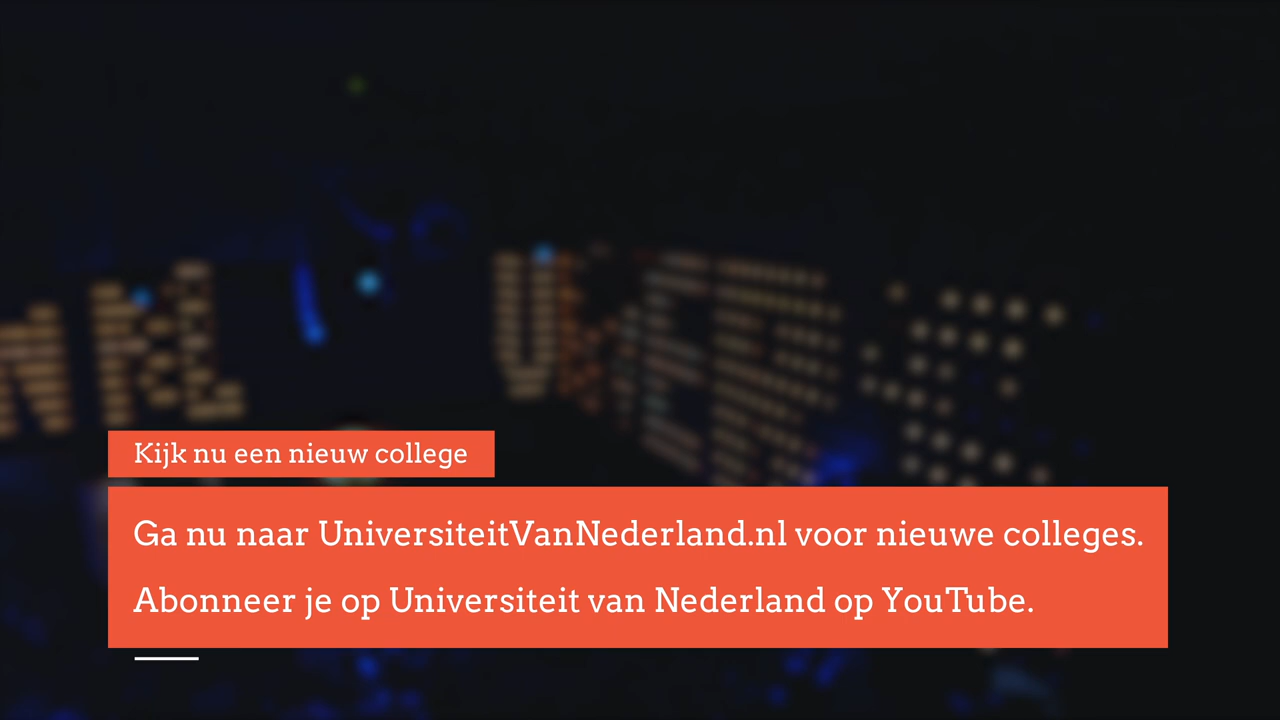 Kijk nu een nieuw college
Ga nu naar UniversiteitVanNederland.nl voor nieuwe colleges.
Abonneer je op Universiteit van Nederland op YouTube.